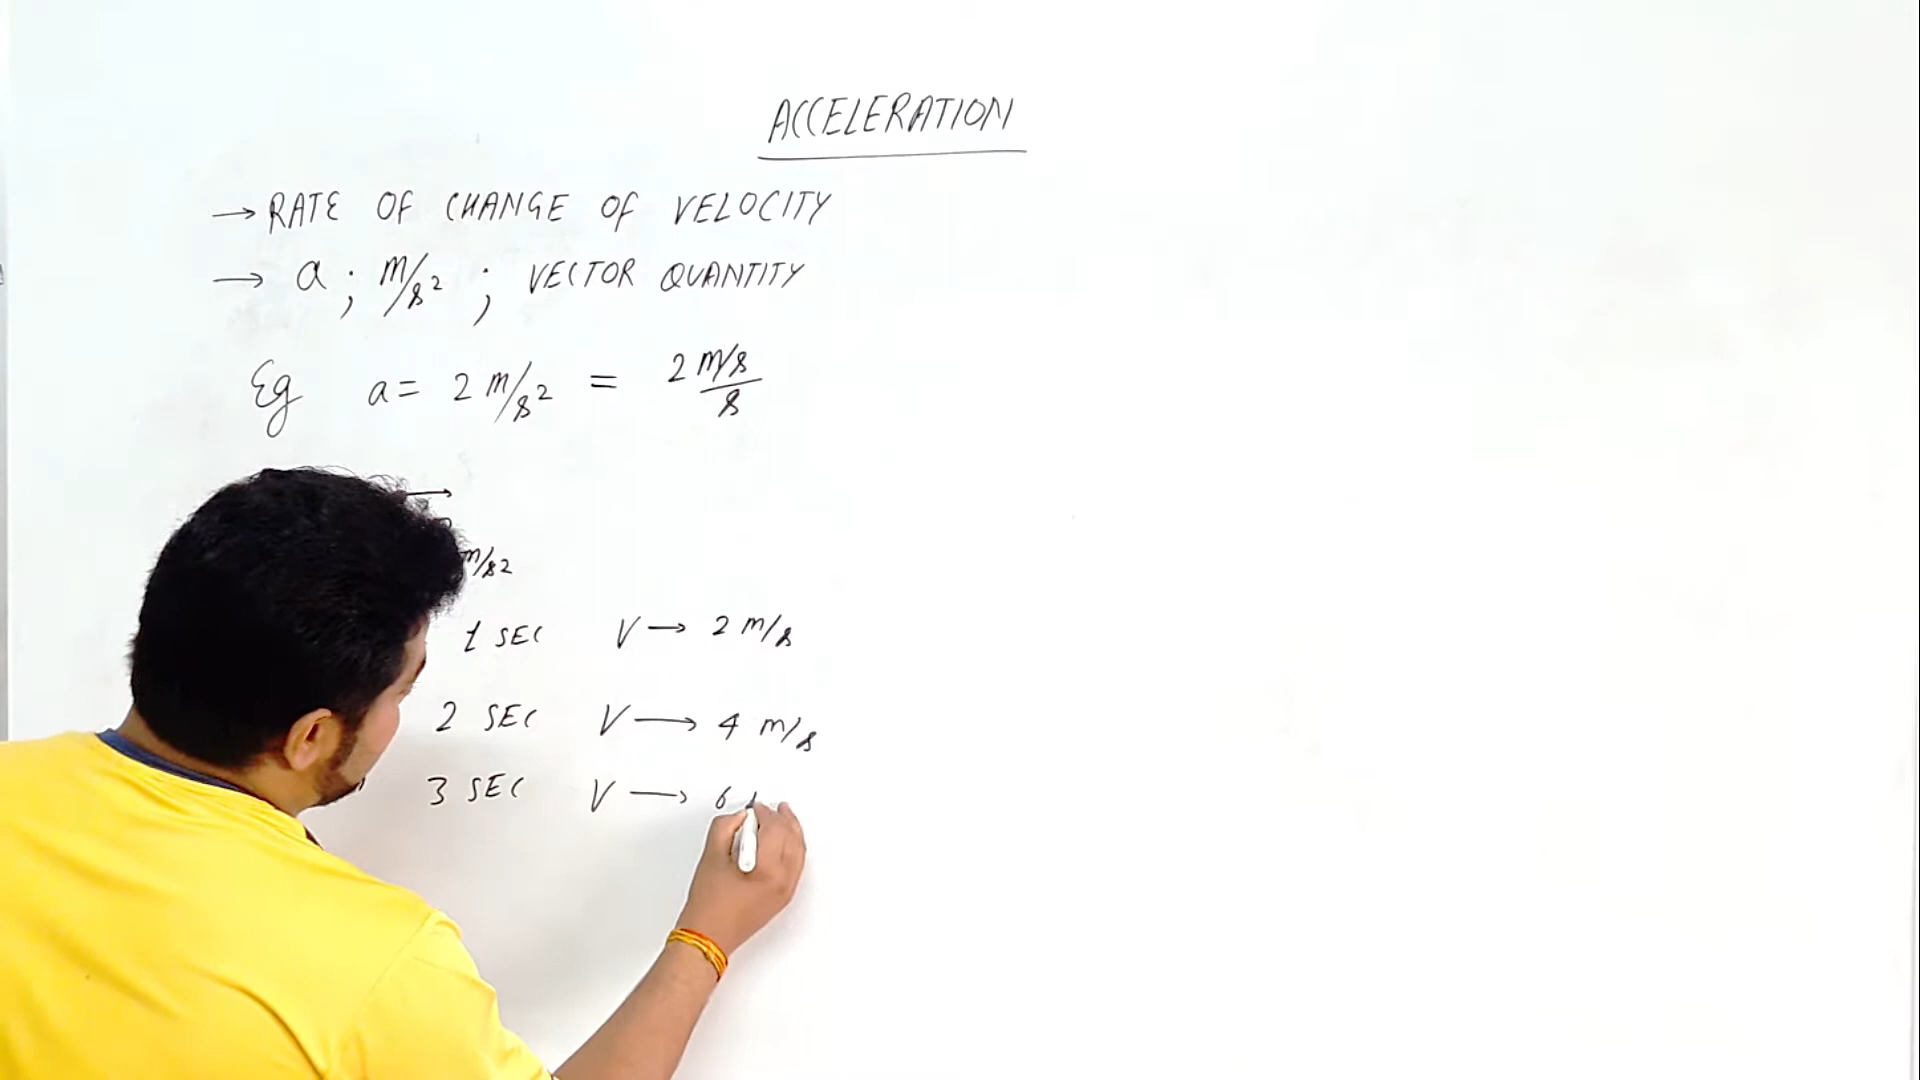 ACCELERATION
→ RATE OF CHANGE OF VELOCITY
→ a ; m/s² ; VECTOR QUANTITY
Eg a = 2 m/s² = 2 m/s / s
→
m/s²
1 SEC V → 2 m/s
2 SEC V → 4 m/s
3 SEC V → 6